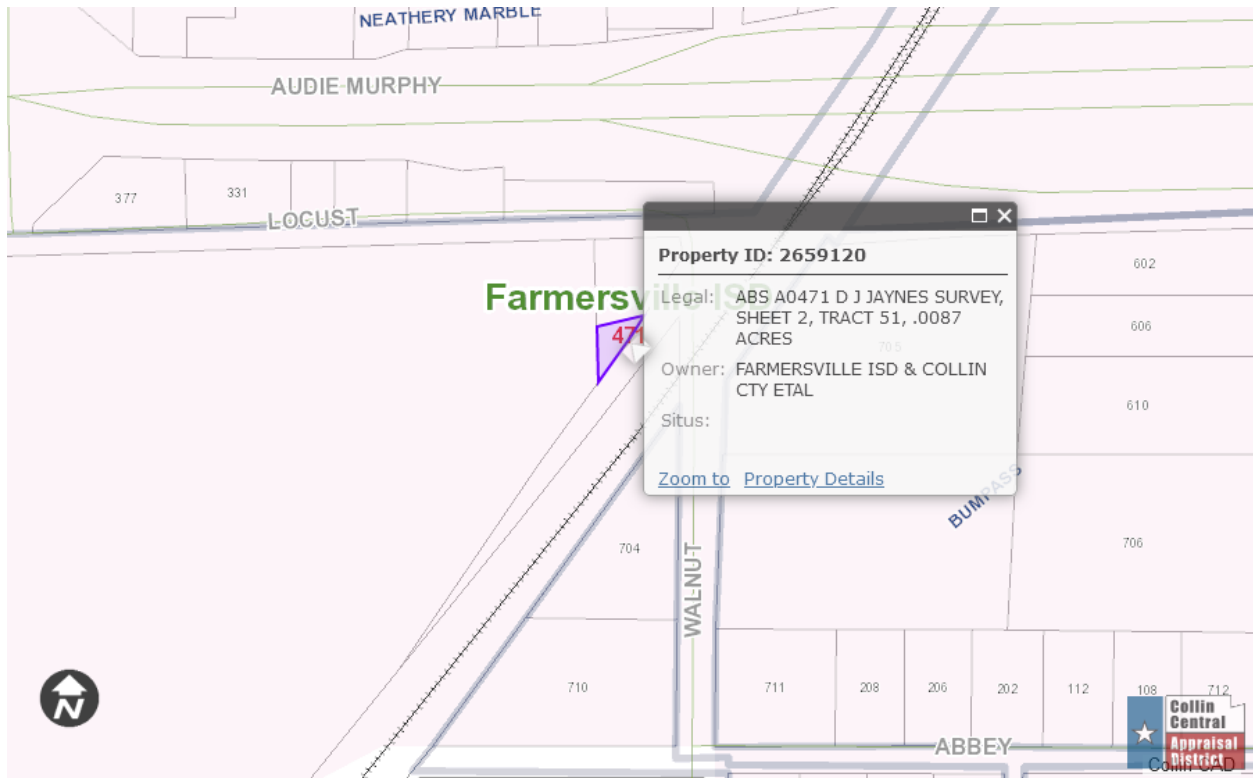 NEATHERY MARBLE
AUDIE MURPHY
377
331
LOCUST
Farmersville ISD
471
Property ID: 2659120
Legal: ABS A0471 D J JAYNES SURVEY,
SHEET 2, TRACT 51, .0087
ACRES
Owner: FARMERSVILLE ISD & COLLIN
CTY ETAL
Situs:
Zoom to Property Details
705
602
606
610
BUMPASS
704
706
WALNUT
710
711
208
206
202
112
108
712
ABBEY
N
Collin
Central
Appraisal
District
Collin CAD